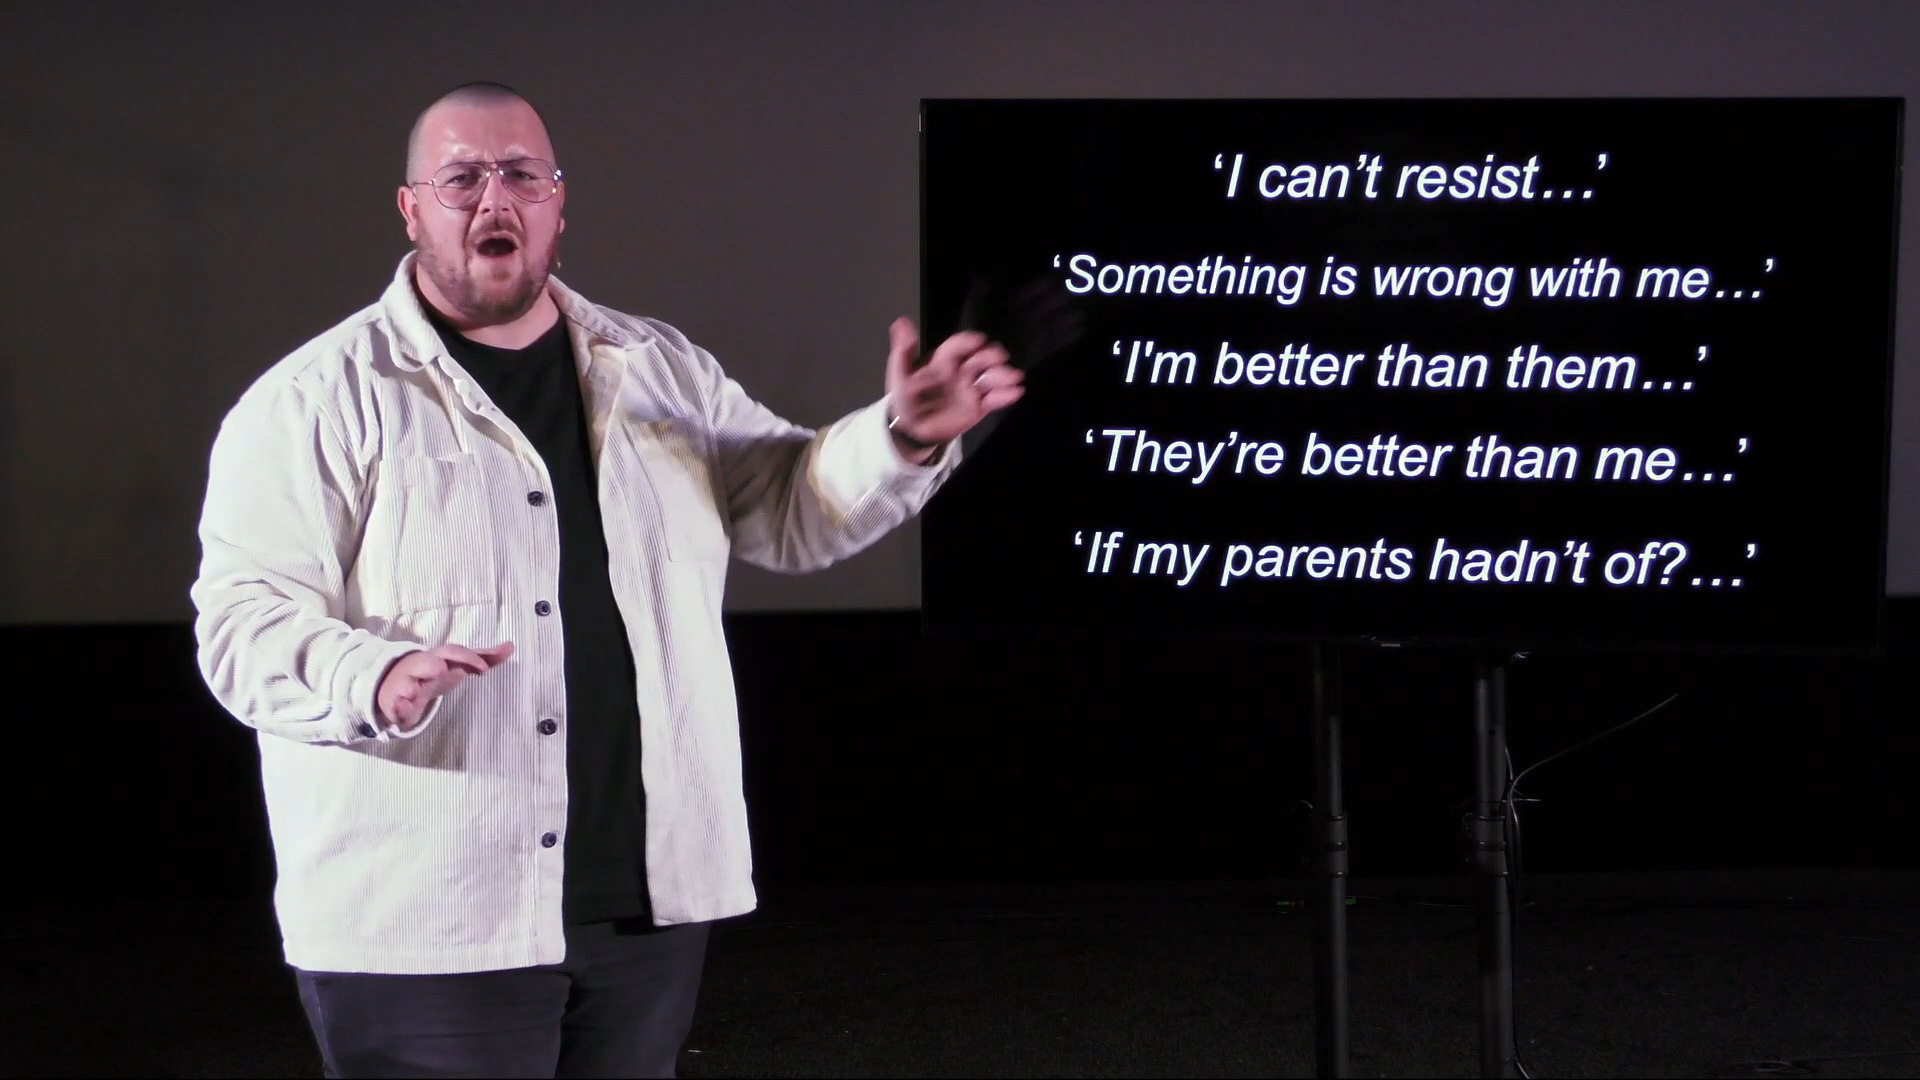 ‘I can’t resist…’
‘Something is wrong with me…’
‘I'm better than them…’
‘They’re better than me…’
‘If my parents hadn’t of?…’